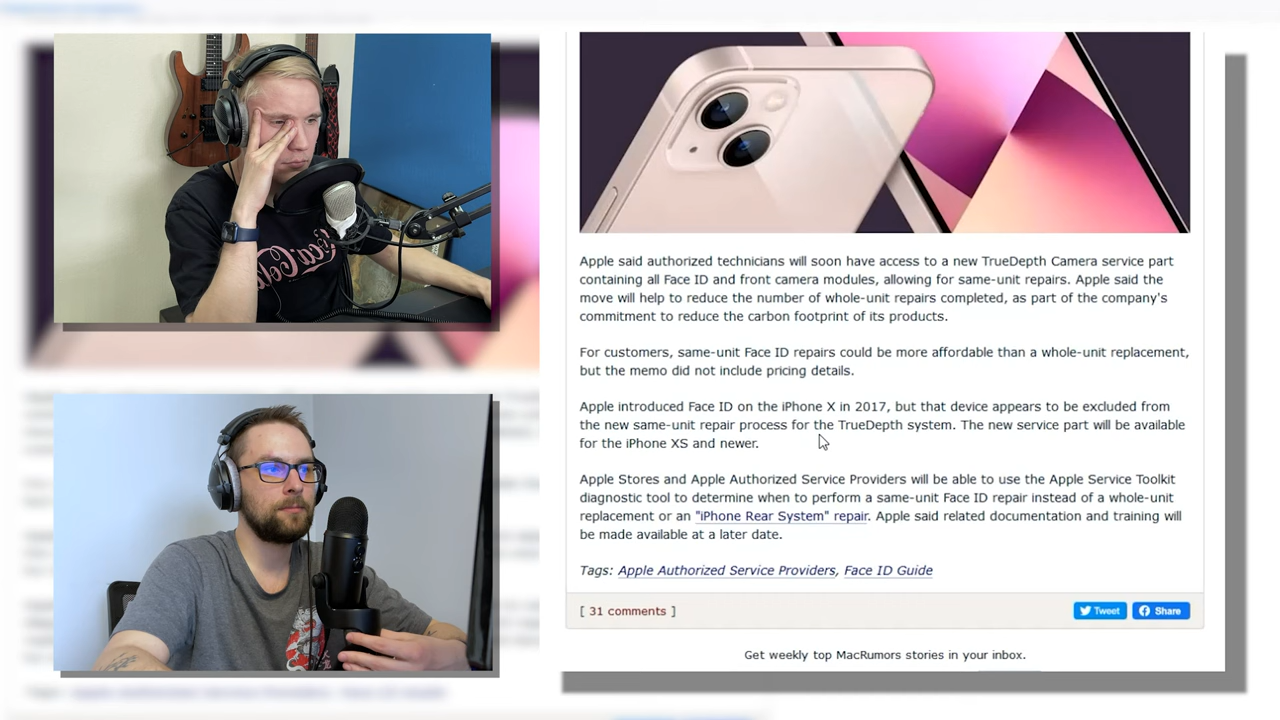 Coca-Cola
Apple said authorized technicians will soon have access to a new TrueDepth Camera service part
containing all Face ID and front camera modules, allowing for same-unit repairs. Apple said the
move will help to reduce the number of whole-unit repairs completed, as part of the company's
commitment to reduce the carbon footprint of its products.
For customers, same-unit Face ID repairs could be more affordable than a whole-unit replacement,
but the memo did not include pricing details.
Apple introduced Face ID on the iPhone X in 2017, but that device appears to be excluded from
the new same-unit repair process for the TrueDepth system. The new service part will be available
for the iPhone XS and newer.
Apple Stores and Apple Authorized Service Providers will be able to use the Apple Service Toolkit
diagnostic tool to determine when to perform a same-unit Face ID repair instead of a whole-unit
replacement or an "iPhone Rear System" repair. Apple said related documentation and training will
be made available at a later date.
Tags: Apple Authorized Service Providers, Face ID Guide
[ 31 comments ]
Tweet
Share
Get weekly top MacRumors stories in your inbox.